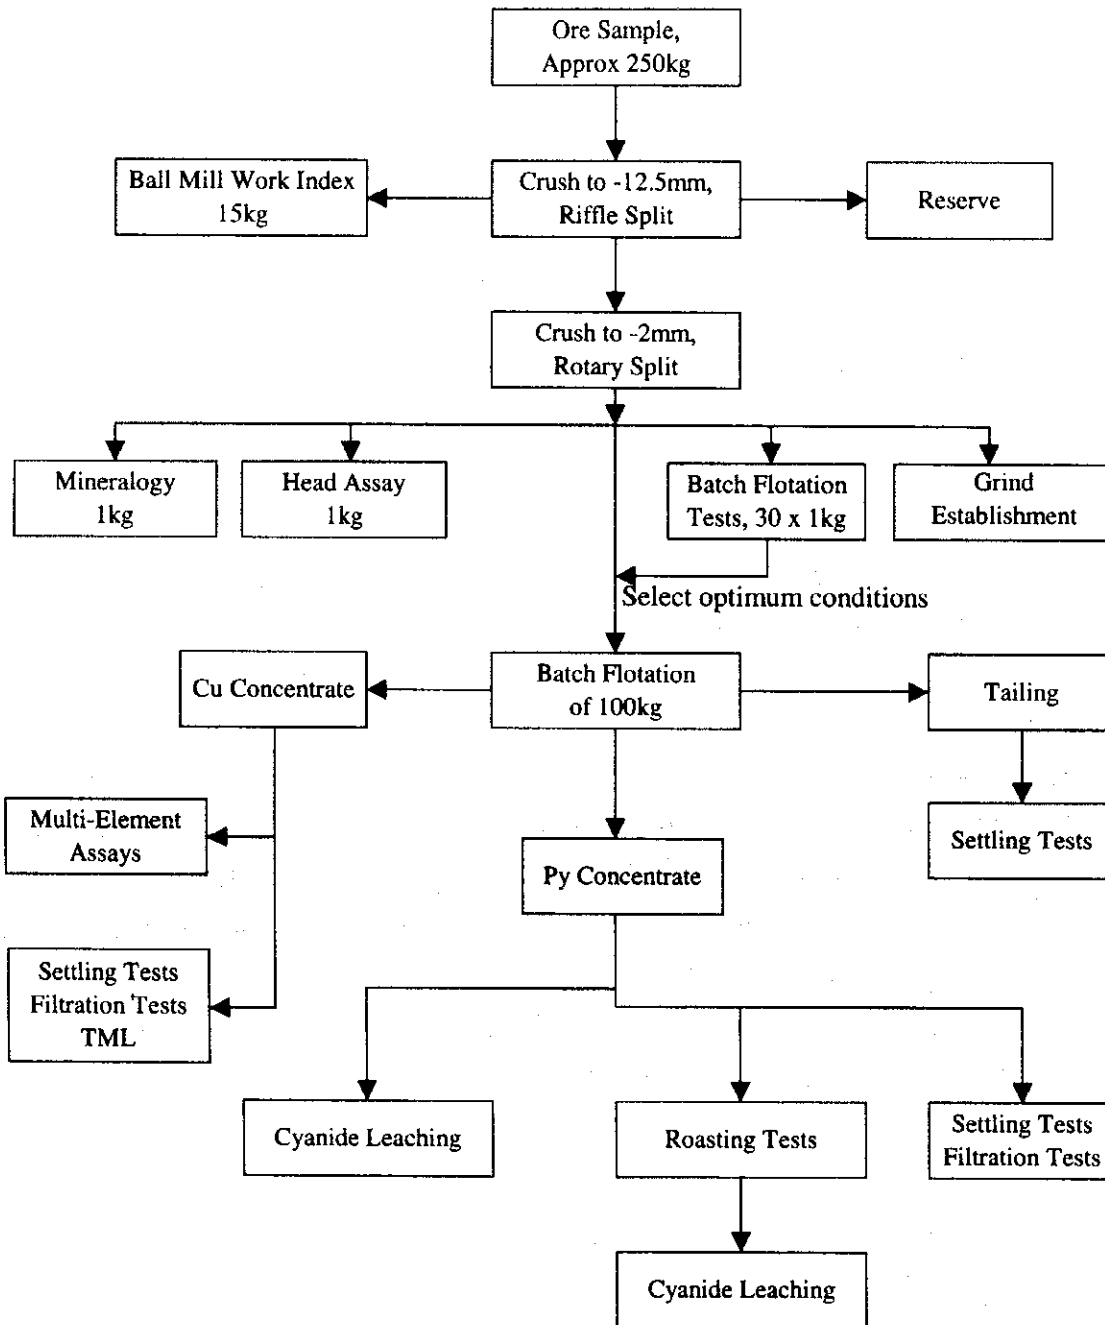 Ore Sample,
Approx 250kg
Ball Mill Work Index
15kg
Crush to -12.5mm,
Riffle Split
Reserve
Crush to -2mm,
Rotary Split
Mineralogy
1kg
Head Assay
1kg
Batch Flotation
Tests, 30 x 1kg
Grind
Establishment
Select optimum conditions
Cu Concentrate
Batch Flotation
of 100kg
Tailing
Multi-Element
Assays
Py Concentrate
Settling Tests
Settling Tests
Filtration Tests
TML
Cyanide Leaching
Roasting Tests
Settling Tests
Filtration Tests
Cyanide Leaching